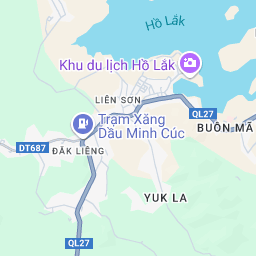 Hồ Lắk
Khu du lịch Hồ Lắk
LIÊN SƠN
QL27
Trạm Xăng
Dầu Minh Cúc
BUÔN MĂ
DT687
ĐĂK LIÊNG
YUK LA
QL27